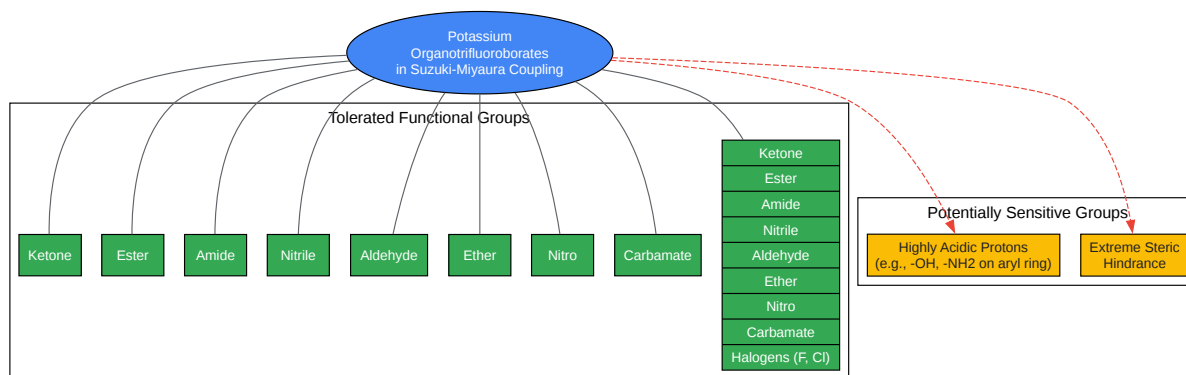 Potassium
Organotrifluoroborates
in Suzuki-Miyaura Coupling
Tolerated Functional Groups
Ketone
Ester
Amide
Nitrile
Aldehyde
Ether
Nitro
Carbamate
Ketone
Ester
Amide
Nitrile
Aldehyde
Ether
Nitro
Carbamate
Halogens (F, Cl)
Potentially Sensitive Groups
Highly Acidic Protons
(e.g., -OH, -NH2 on aryl ring)
Extreme Steric
Hindrance